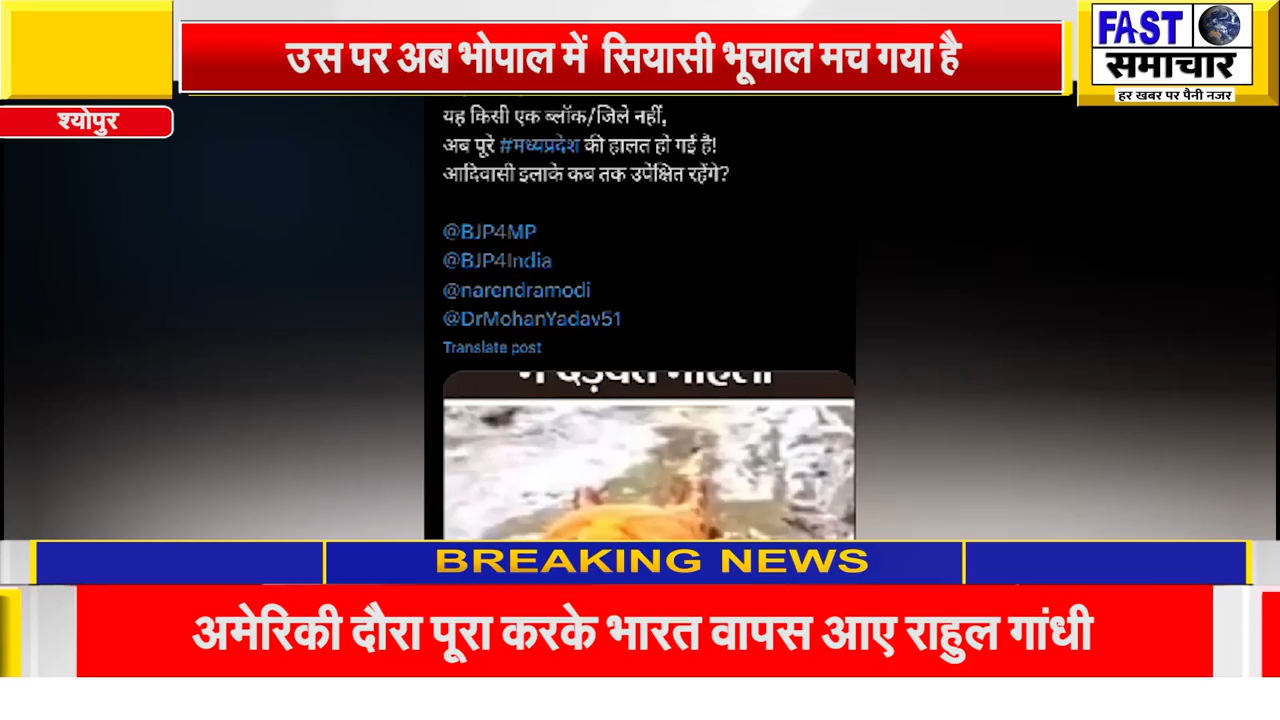 उस पर अब भोपाल में सियासी भूचाल मच गया है
FAST
समाचार
हर खबर पर पैनी नजर
श्योपुर
यह किसी एक ब्लॉक/जिले नहीं,
अब पूरे #मध्यप्रदेश की हालत हो गई है!
आदिवासी इलाके कब तक उपेक्षित रहेंगे?
@BJP4MP
@BJP4India
@narendramodi
@DrMohanYadav51
Translate post
BREAKING NEWS
अमेरिकी दौरा पूरा करके भारत वापस आए राहुल गांधी